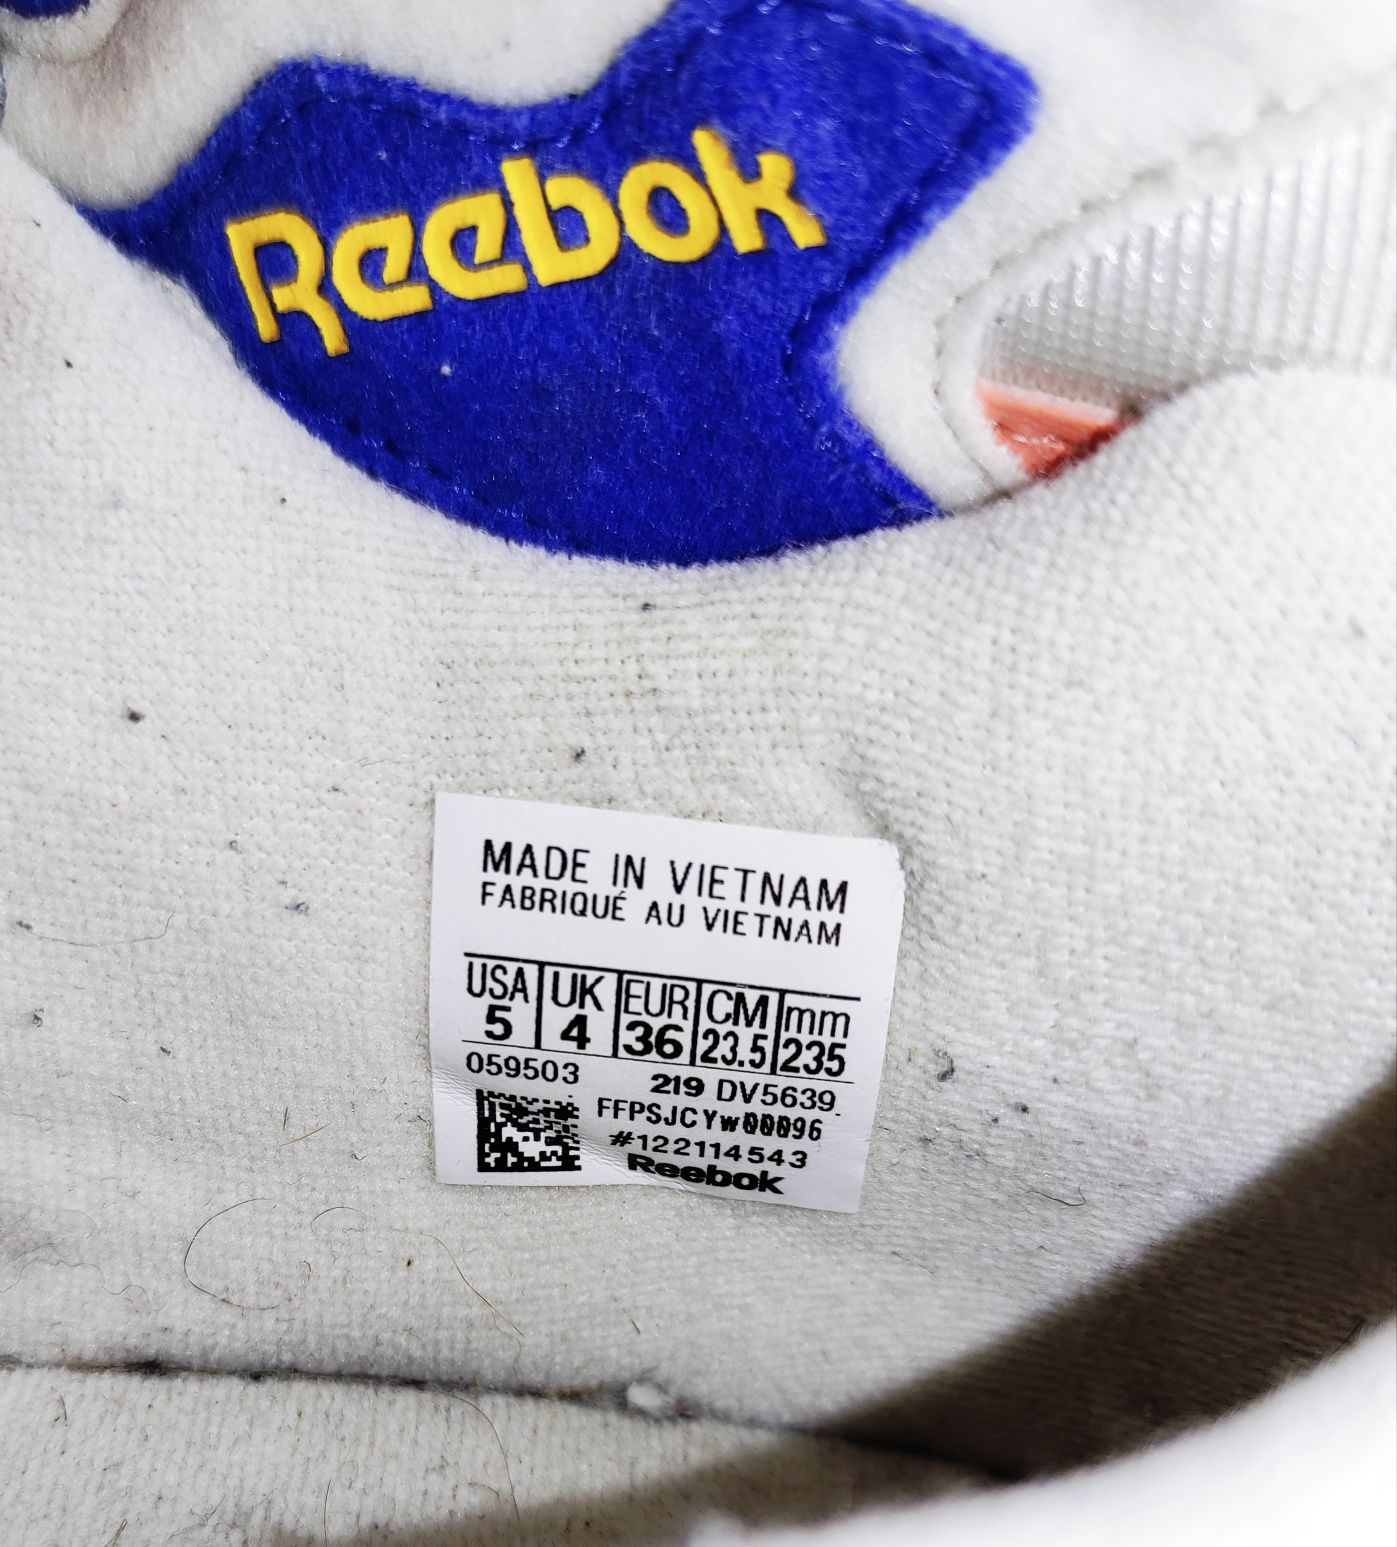 Reebok
MADE IN VIETNAM
FABRIQUÉ AU VIETNAM
USA UK EUR CM mm
5 4 36 23.5 235
059503 219 DV5639
FFPSJCYw00096
#122114543
Reebok